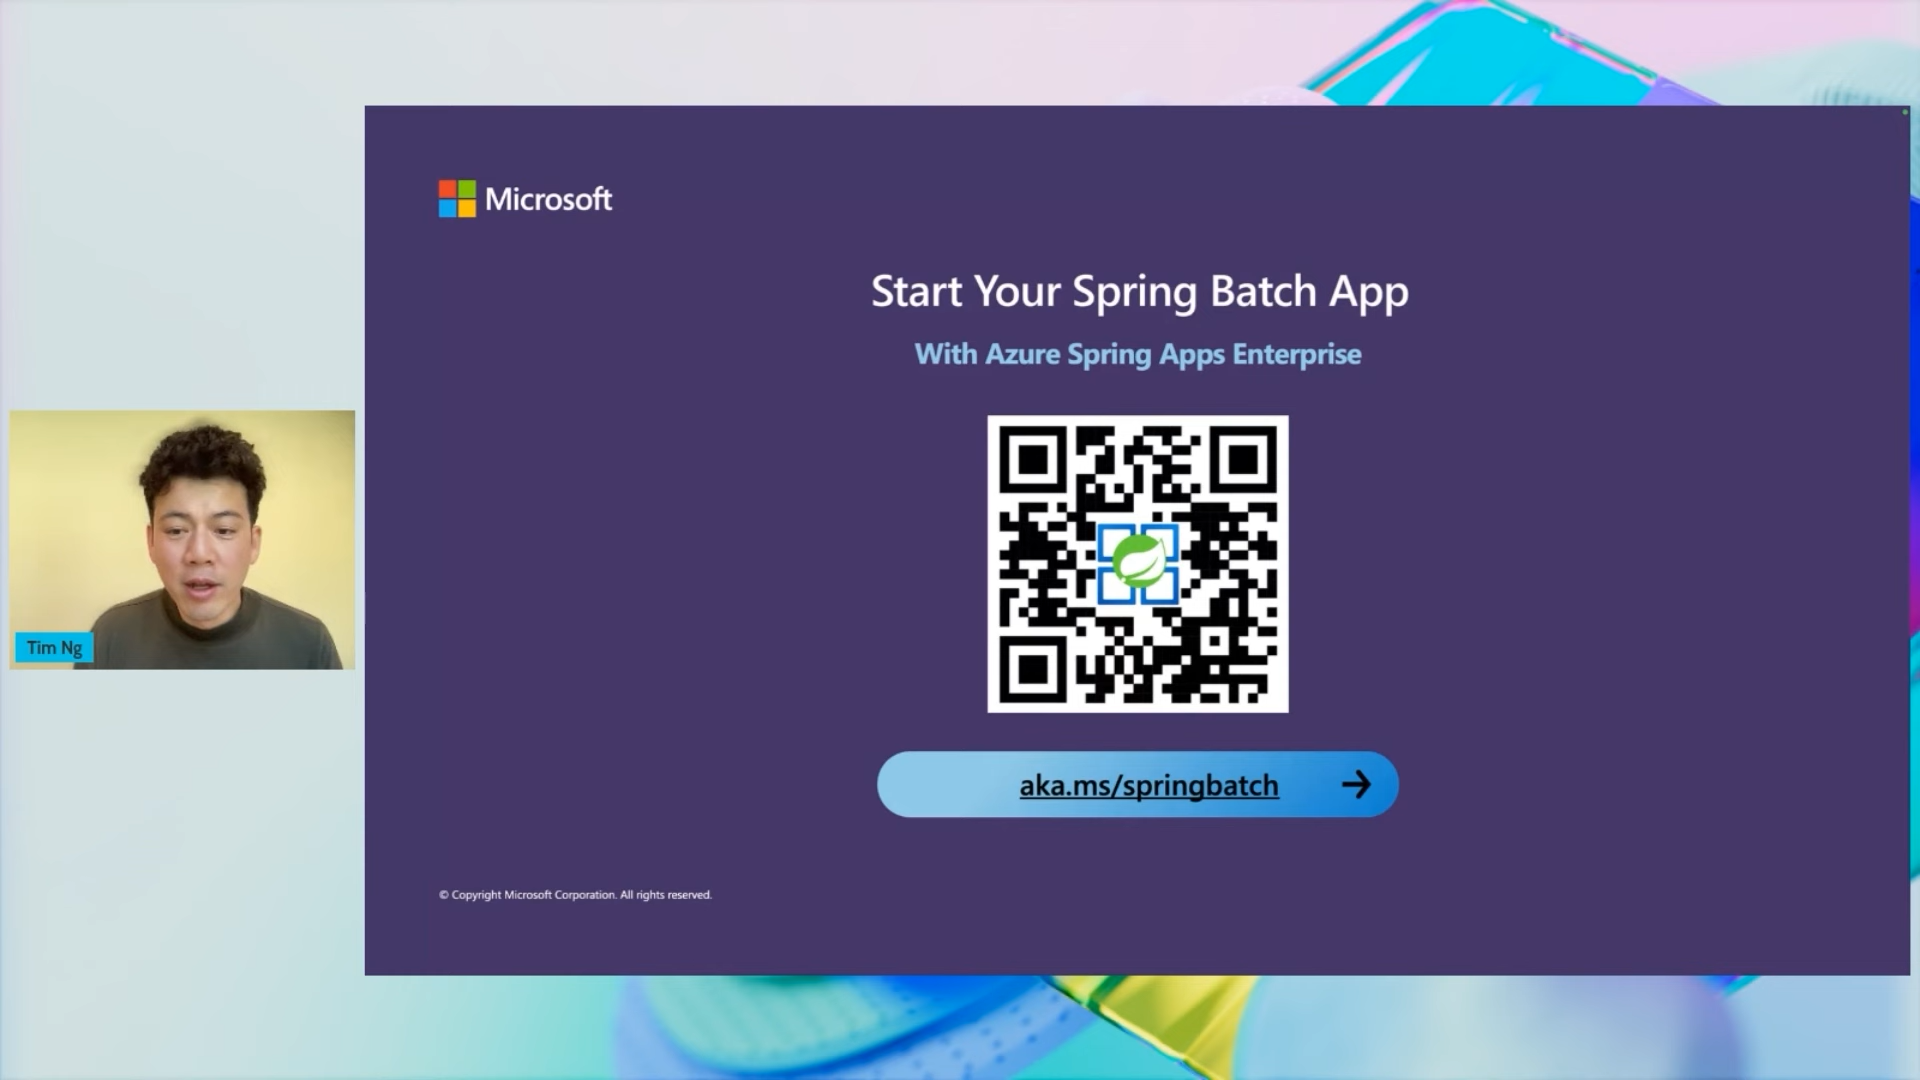 Microsoft
Start Your Spring Batch App
With Azure Spring Apps Enterprise
Tim Ng
aka.ms/springbatch
© Copyright Microsoft Corporation. All rights reserved.